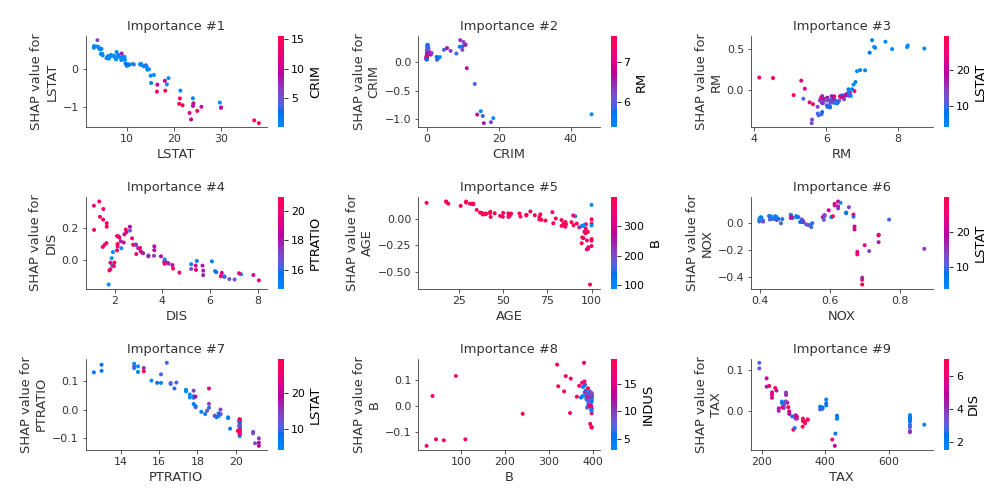 Importance #1
Importance #2
Importance #3
SHAP value for
LSTAT
0
−1
10
20
30
LSTAT
15
10
5
CRIM
SHAP value for
CRIM
0.0
−0.5
−1.0
0
20
40
CRIM
7
6
RM
SHAP value for
RM
0.5
0.0
4
6
8
RM
20
10
LSTAT
Importance #4
Importance #5
Importance #6
SHAP value for
DIS
0.2
0.0
2
4
6
8
DIS
20
18
16
PTRATIO
SHAP value for
AGE
0.00
−0.25
−0.50
25
50
75
100
AGE
300
200
100
B
SHAP value for
NOX
0.0
−0.2
−0.4
0.4
0.6
0.8
NOX
20
10
LSTAT
Importance #7
Importance #8
Importance #9
SHAP value for
PTRATIO
0.1
0.0
−0.1
14
16
18
20
PTRATIO
20
10
LSTAT
SHAP value for
B
0.1
0.0
−0.1
100
200
300
400
B
15
10
5
INDUS
SHAP value for
TAX
0.1
0.0
200
400
600
TAX
6
4
2
DIS